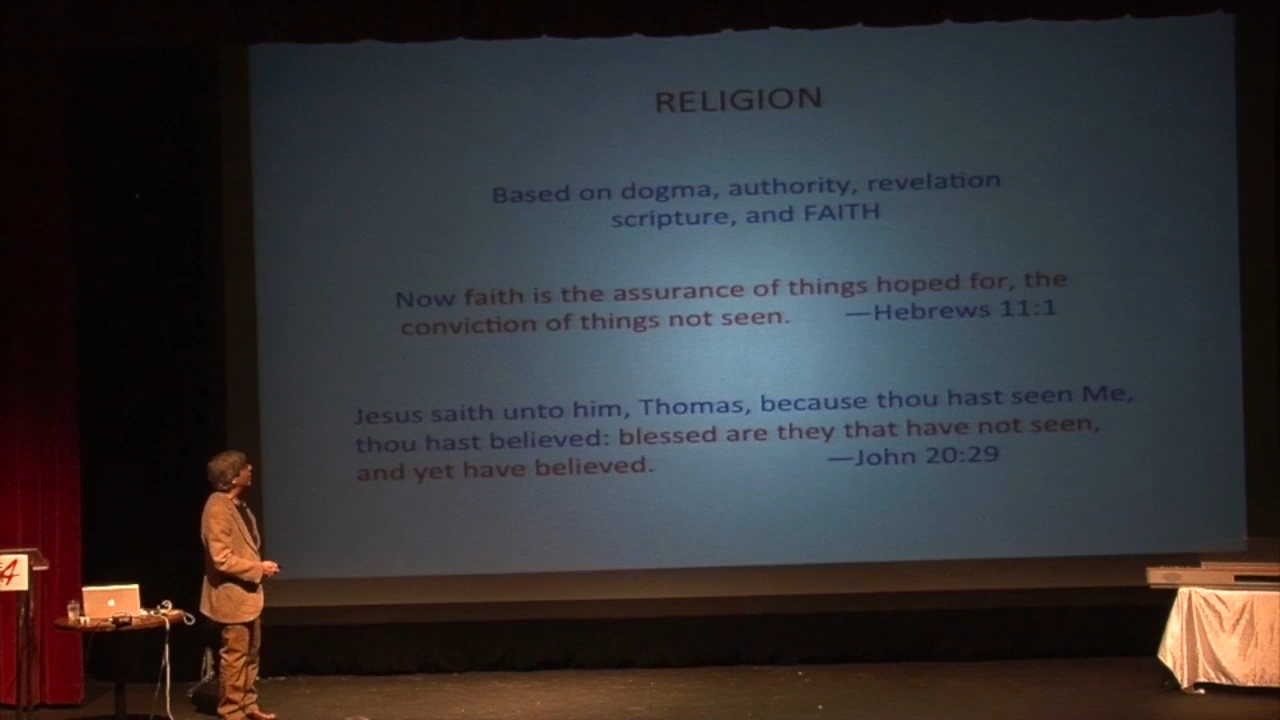 RELIGION
Based on dogma, authority, revelation
scripture, and FAITH
Now faith is the assurance of things hoped for, the
conviction of things not seen. —Hebrews 11:1
Jesus saith unto him, Thomas, because thou hast seen Me,
thou hast believed: blessed are they that have not seen,
and yet have believed. —John 20:29
A